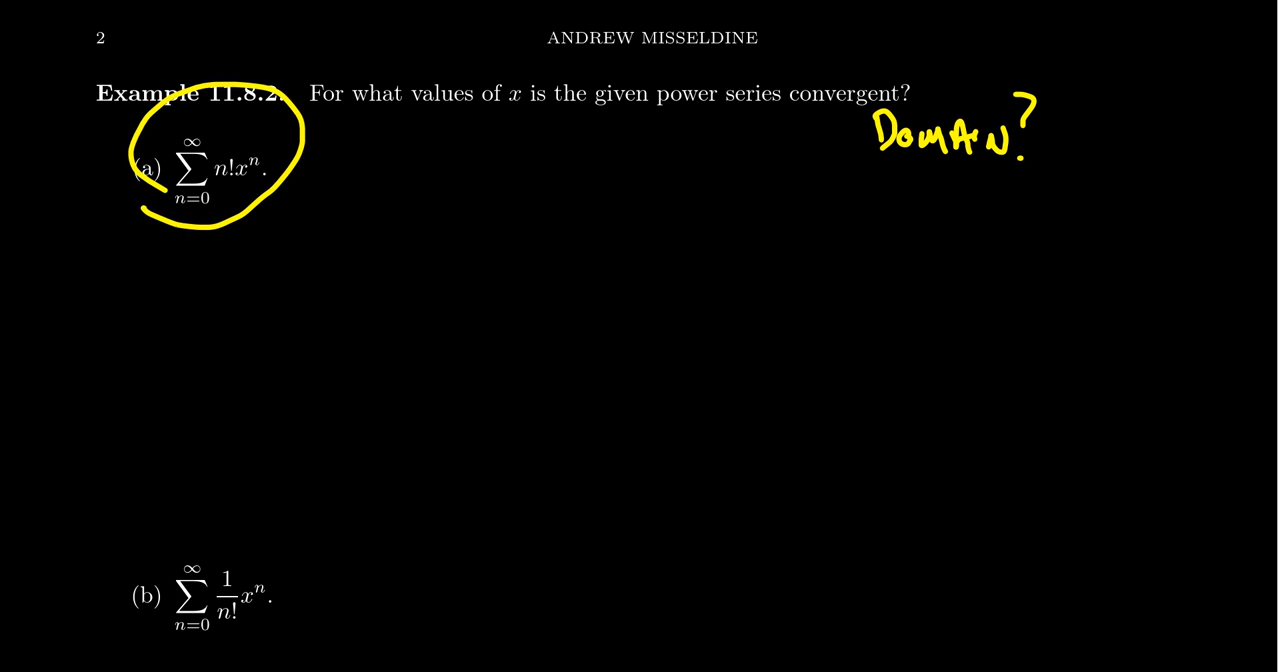 2 ANDREW MISSELDINE
Example 11.8.2. For what values of x is the given power series convergent?
DOMAIN?
(a) ∑_{n=0}^{∞} n!x^n.
(b) ∑_{n=0}^{∞} \frac{1}{n!}x^n.